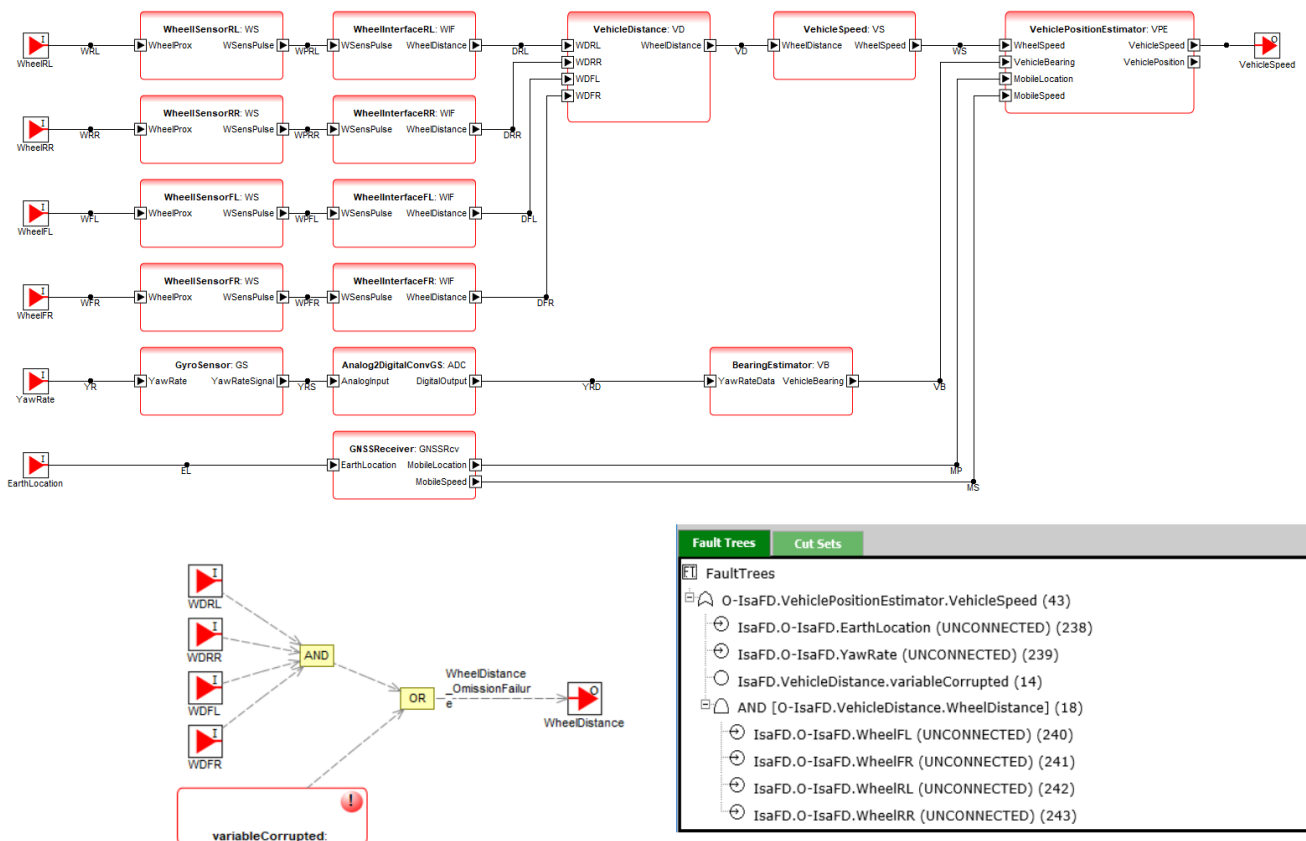 WheelISensorRL: WS
WheelInterfaceRL: WIF
VehicleDistance: VD
VehicleSpeed: VS
VehiclePositionEstimator: VPE
I
WheelRL
WRL
WheelProx
WSensPulse
WPRL
WSensPulse
WheelDistance
DRL
WDRL
WheelDistance
VD
WheelDistance
WheelSpeed
WS
WheelSpeed
VehicleSpeed
O
VehicleSpeed
WDRR
VehicleBearing
VehiclePosition
WDFL
MobileLocation
WDFR
MobileSpeed
WheelISensorRR: WS
WheelInterfaceRR: WIF
I
WheelRR
WRR
WheelProx
WSensPulse
WPRR
WSensPulse
WheelDistance
DRR
WheelISensorFL: WS
WheelInterfaceFL: WIF
I
WheelFL
WFL
WheelProx
WSensPulse
WPFL
WSensPulse
WheelDistance
DFL
WheelISensorFR: WS
WheelInterfaceFR: WIF
I
WheelFR
WFR
WheelProx
WSensPulse
WPFR
WSensPulse
WheelDistance
DFR
GyroSensor: GS
Analog2DigitalConvGS: ADC
BearingEstimator: VB
I
YawRate
YR
YawRate
YawRateSignal
YRS
AnalogInput
DigitalOutput
YRD
YawRateData
VehicleBearing
VB
GNSSReceiver: GNSSRcv
I
EarthLocation
EL
EarthLocation
MobileLocation
MP
MobileSpeed
MS
I
WDRL
I
WDRR
I
WDFL
I
WDFR
AND
OR
WheelDistance
_OmissionFailur
e
O
WheelDistance
!
variableCorrupted:
Fault Trees
Cut Sets
FT FaultTrees
O-IsaFD.VehiclePositionEstimator.VehicleSpeed (43)
IsaFD.O-IsaFD.EarthLocation (UNCONNECTED) (238)
IsaFD.O-IsaFD.YawRate (UNCONNECTED) (239)
IsaFD.VehicleDistance.variableCorrupted (14)
AND [O-IsaFD.VehicleDistance.WheelDistance] (18)
IsaFD.O-IsaFD.WheelFL (UNCONNECTED) (240)
IsaFD.O-IsaFD.WheelFR (UNCONNECTED) (241)
IsaFD.O-IsaFD.WheelRL (UNCONNECTED) (242)
IsaFD.O-IsaFD.WheelRR (UNCONNECTED) (243)